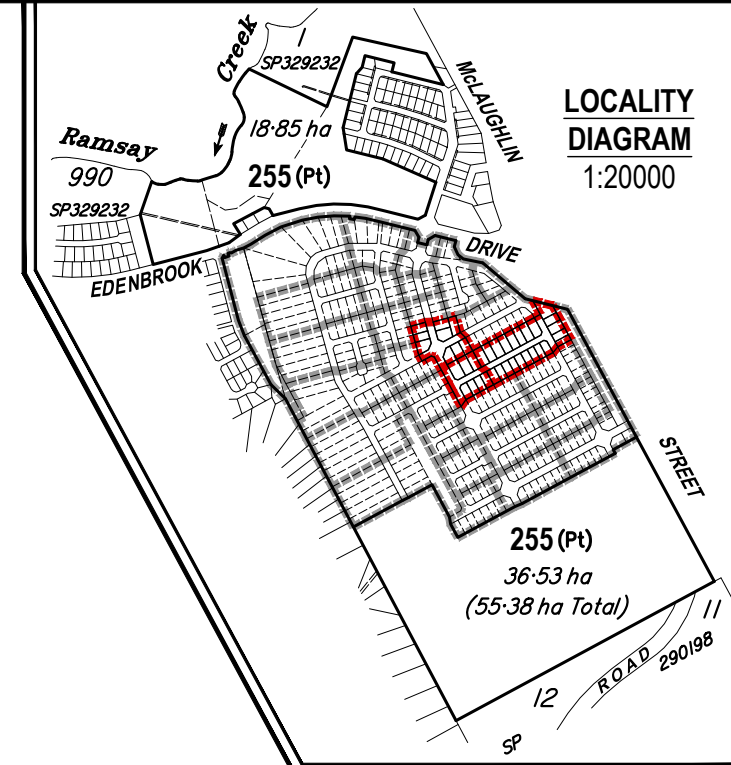 LOCALITY
DIAGRAM
1:20000
Creek
1
SP329232
McLAUGHLIN
18·85 ha
Ramsay
990
SP329232
255 (Pt)
EDENBROOK
DRIVE
STREET
255 (Pt)
36·53 ha
(55·38 ha Total)
11
ROAD
290198
12
SP